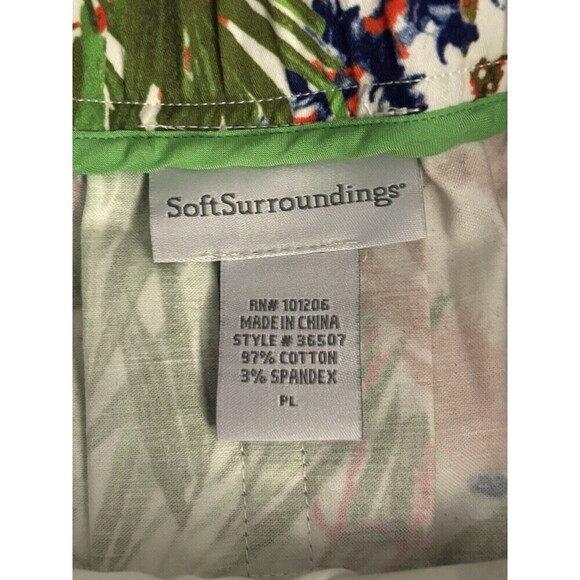 SoftSurroundings®
RN# 101206
MADE IN CHINA
STYLE # 36507
97% COTTON
3% SPANDEX
PL